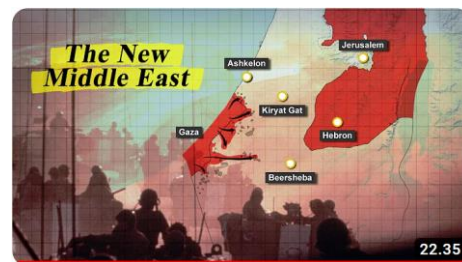 The New
Middle East
Jerusalem
Ashkelon
Kiryat Gat
Gaza
Hebron
Beersheba
22.35